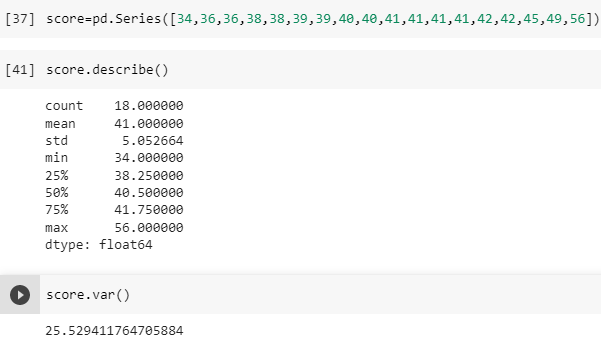 [37] score=pd.Series([34,36,36,38,38,39,39,40,40,41,41,41,41,42,42,45,49,56])
[41] score.describe()
count    18.000000
mean     41.000000
std       5.052664
min      34.000000
25%      38.250000
50%      40.500000
75%      41.750000
max      56.000000
dtype: float64
score.var()
25.529411764705884